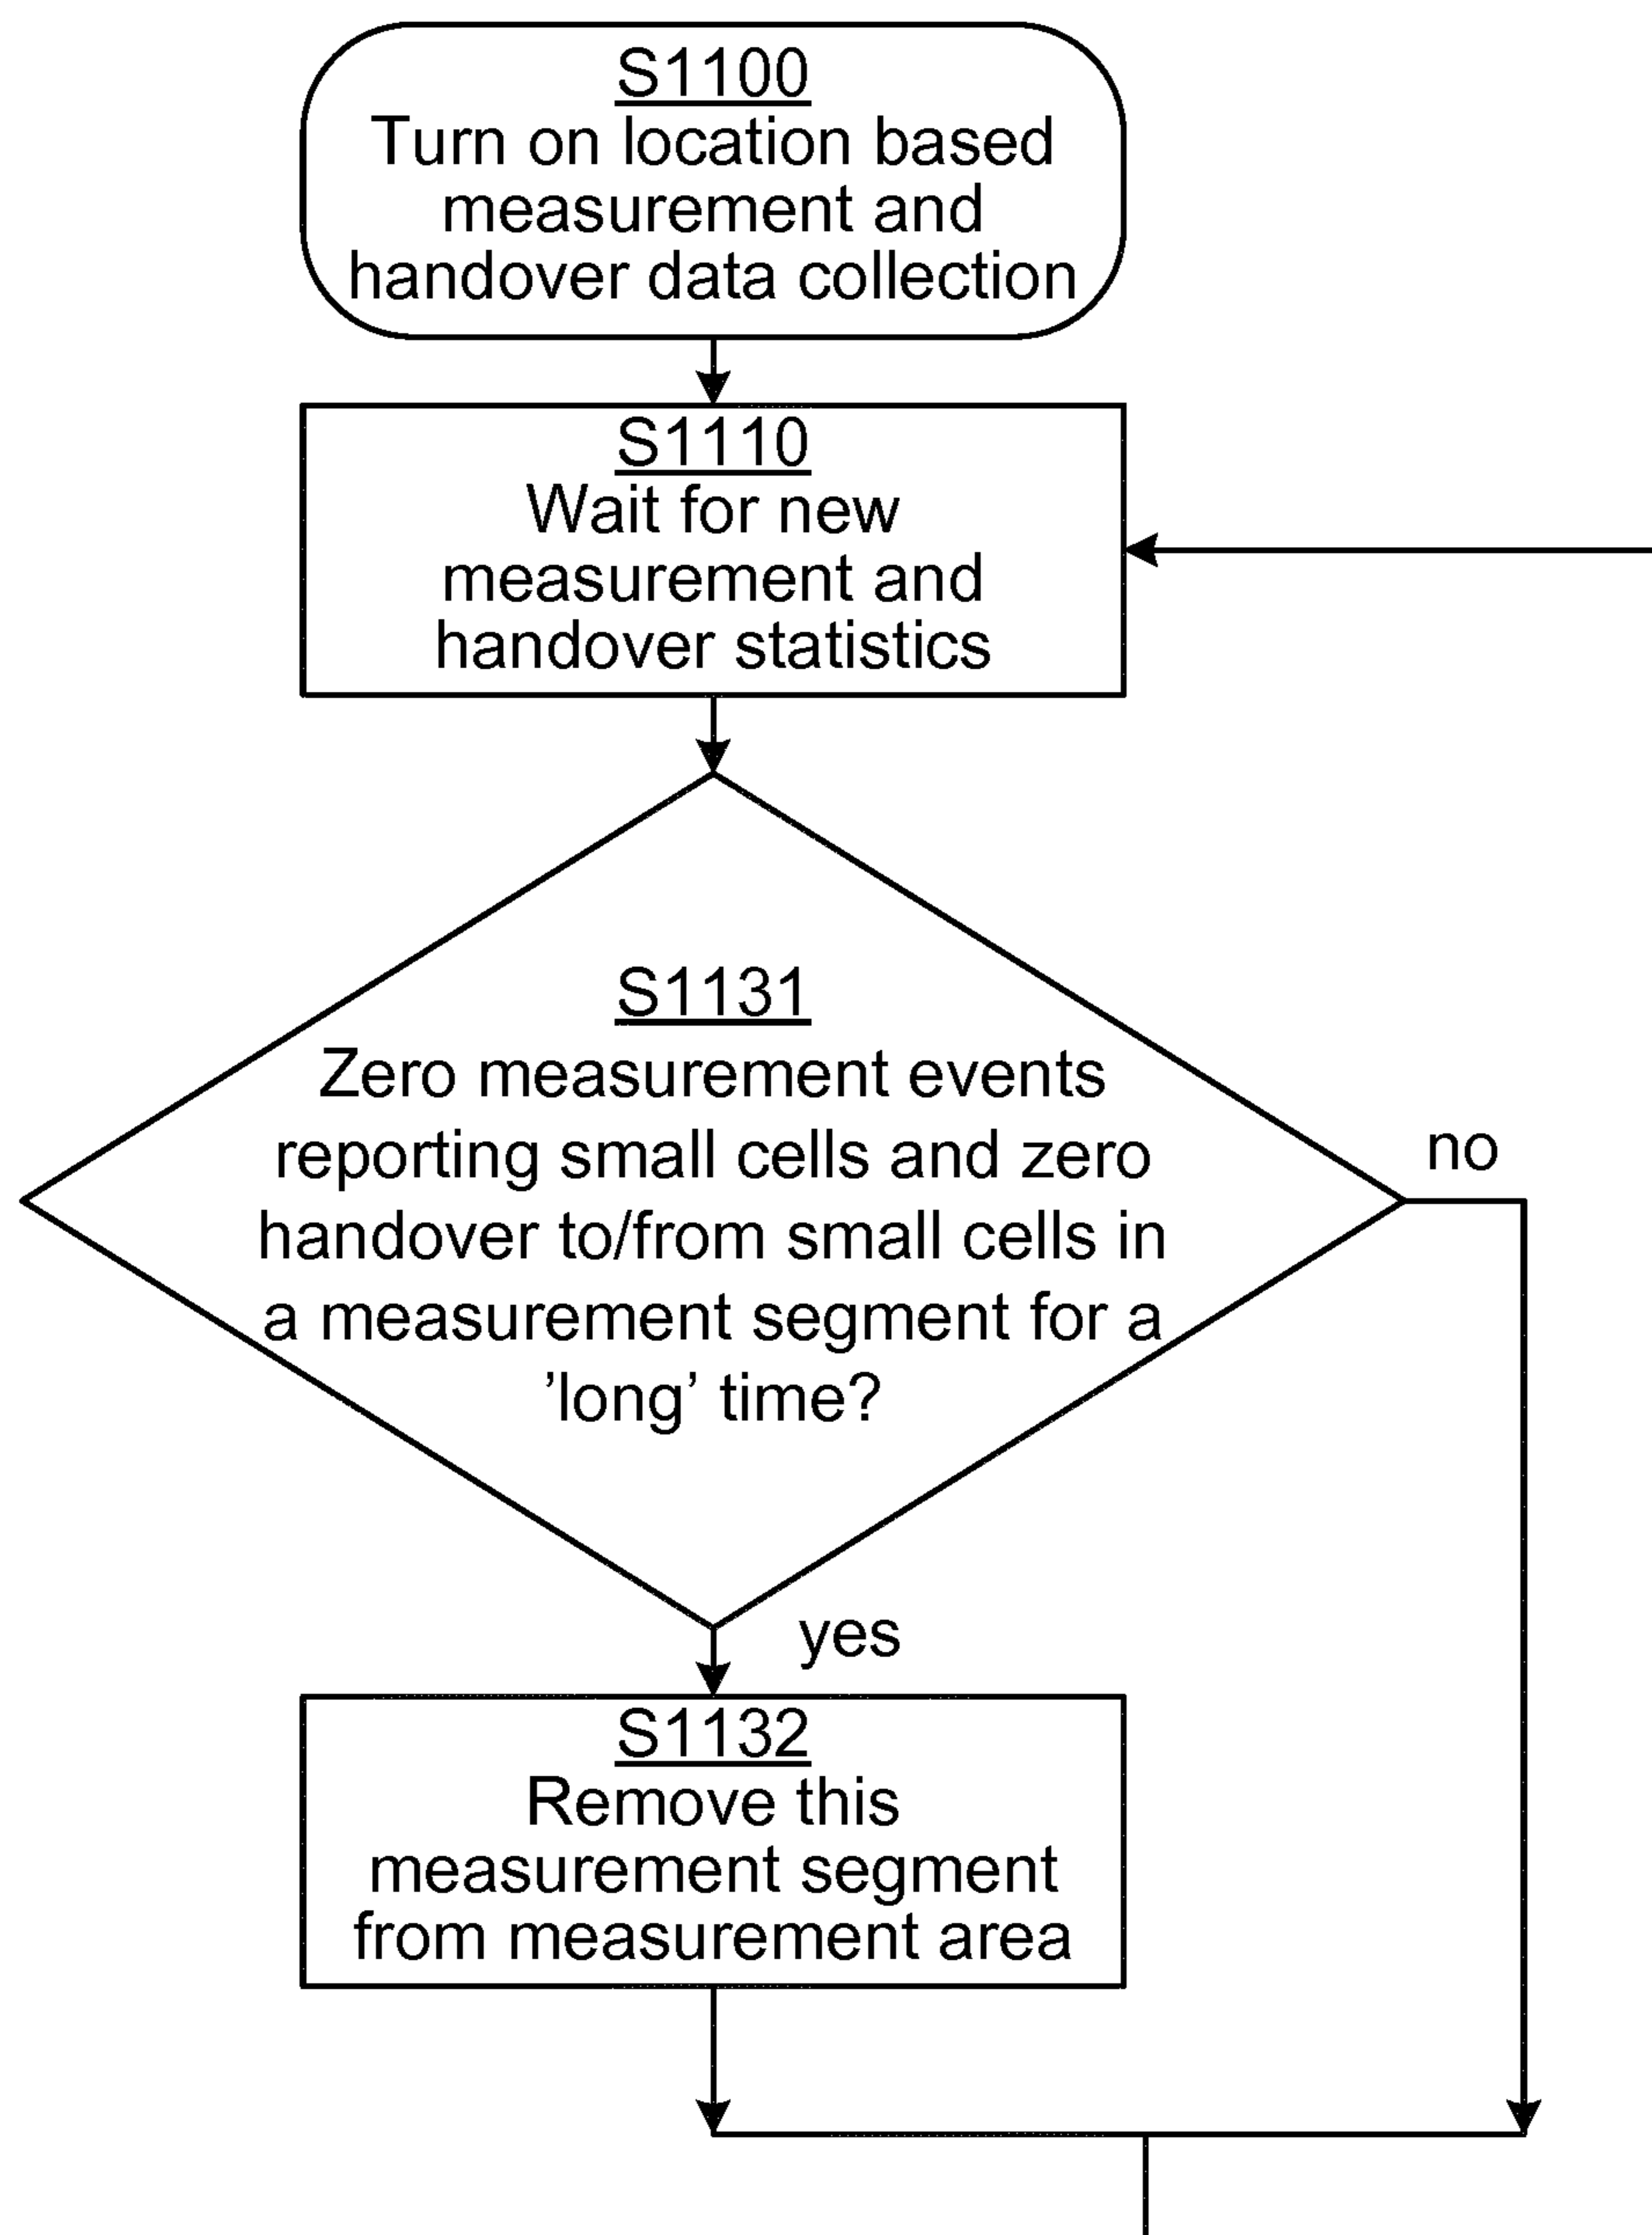 S1100
Turn on location based
measurement and
handover data collection
S1110
Wait for new
measurement and
handover statistics
S1131
Zero measurement events
reporting small cells and zero
handover to/from small cells in
a measurement segment for a
’long’ time?
no
yes
S1132
Remove this
measurement segment
from measurement area